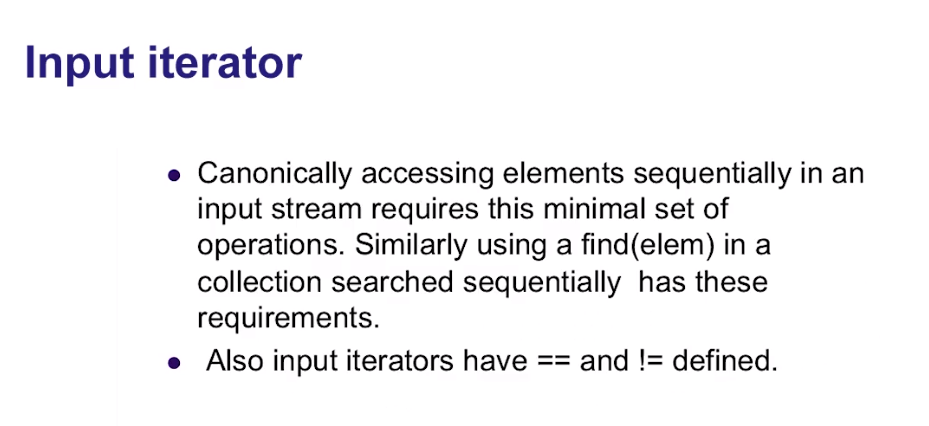 Input iterator
Canonically accessing elements sequentially in an
input stream requires this minimal set of
operations. Similarly using a find(elem) in a
collection searched sequentially  has these
requirements.
Also input iterators have == and != defined.